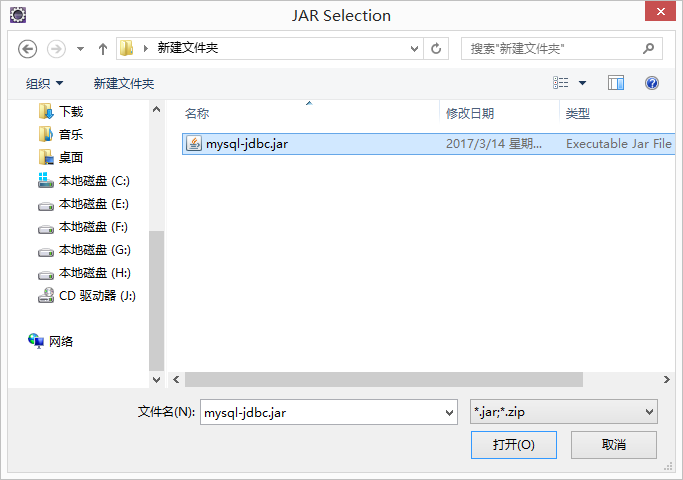 JAR Selection
新建文件夹
搜索"新建文件夹"
组织
新建文件夹
名称
修改日期
类型
mysql-jdbc.jar
2017/3/14 星期...
Executable Jar File
下载
音乐
桌面
本地磁盘 (C:)
本地磁盘 (E:)
本地磁盘 (F:)
本地磁盘 (G:)
本地磁盘 (H:)
CD 驱动器 (J:)
网络
文件名(N):
mysql-jdbc.jar
*.jar;*.zip
打开(O)
取消